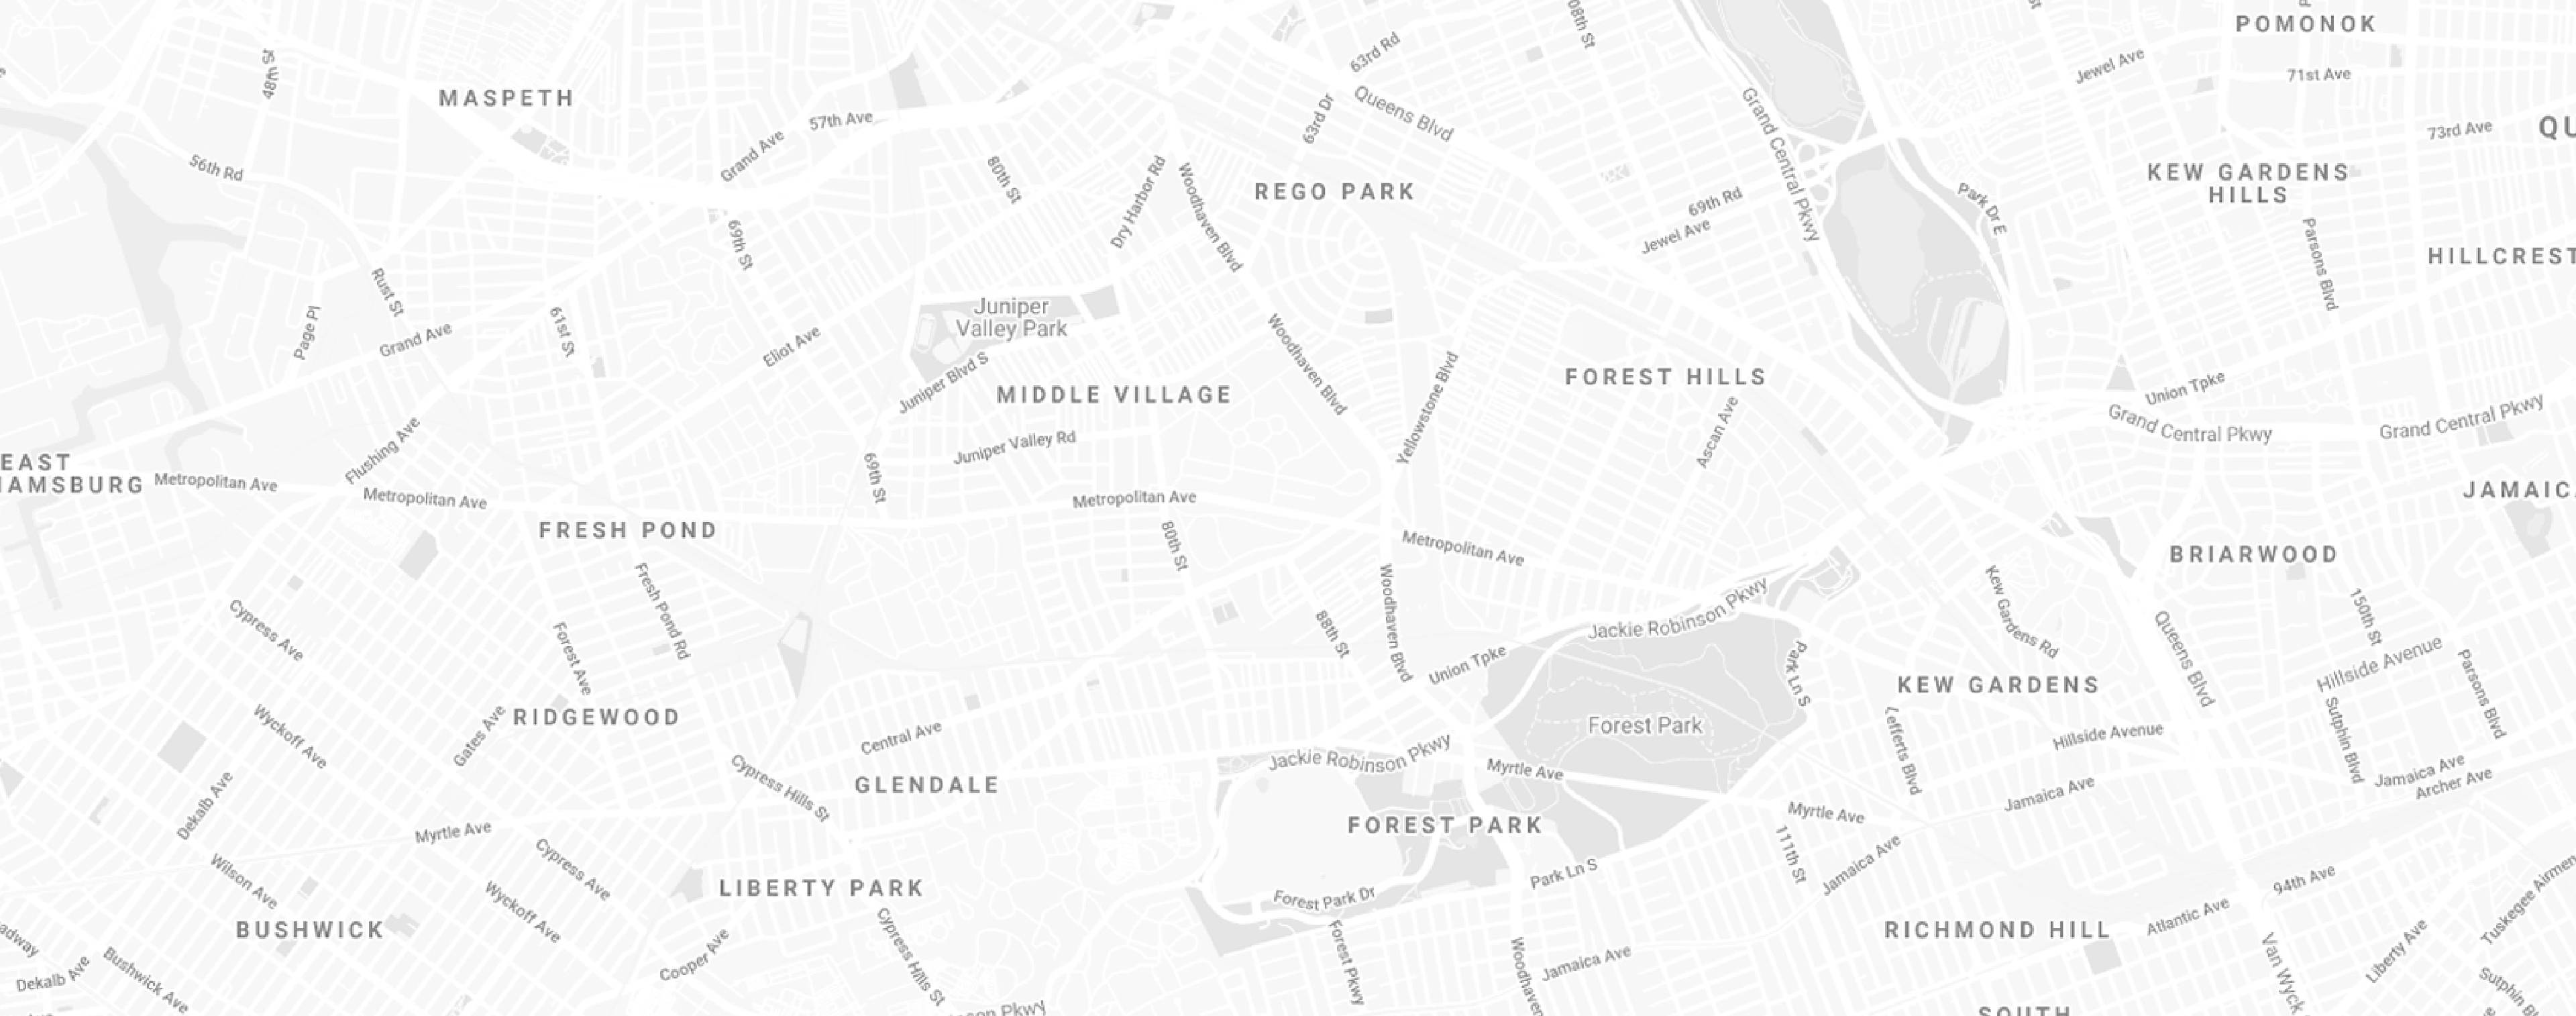 POMONOK
08th St
63rd Rd
48th St
Jewel Ave
71st Ave
MASPETH
Queens Blvd
63rd Dr
57th Ave
Grand Ave
73rd Ave
QU
56th Rd
80th St
Dry Harbor Rd
Woodhaven Blvd
REGO PARK
Grand Central Pkwy
69th Rd
Jewel Ave
Park Dr E
KEW GARDENS
HILLS
69th St
Parsons Blvd
HILLCREST
Rust St
Page Pl
Grand Ave
61st St
Eliot Ave
Juniper
Valley Park
Juniper Blvd S
Woodhaven Blvd
Yellowstone Blvd
MIDDLE VILLAGE
FOREST HILLS
Ascan Ave
Union Tpke
Grand Central Pkwy
Grand Central Pkwy
Flushing Ave
Juniper Valley Rd
EAST
IAMSBURG
Metropolitan Ave
Metropolitan Ave
69th St
Metropolitan Ave
JAMAIC
FRESH POND
80th St
Metropolitan Ave
BRIARWOOD
Fresh Pond Rd
Woodhaven Blvd
Jackie Robinson Pkwy
Kew Gardens Rd
150th St
Cypress Ave
Forest Ave
88th St
Union Tpke
Park Ln S
Queens Blvd
Hillside Avenue
Parsons Blvd
KEW GARDENS
RIDGEWOOD
Wyckoff Ave
Gates Ave
Central Ave
Forest Park
Lefferts Blvd
Hillside Avenue
Sutphin Blvd
Jackie Robinson Pkwy
Myrtle Ave
Cypress Hills St
GLENDALE
Jamaica Ave
Archer Ave
Jamaica Ave
Dekalb Ave
Myrtle Ave
FOREST PARK
Myrtle Ave
111th St
Jamaica Ave
Wilson Ave
Cypress Ave
Wyckoff Ave
LIBERTY PARK
Forest Park Dr
Park Ln S
94th Ave
Tuskegee Airmen
BUSHWICK
RICHMOND HILL
Atlantic Ave
adway
Dekalb Ave
Bushwick Ave
Cooper Ave
Cypress Hills St
Forest Pkwy
Woodhaven
Jamaica Ave
Van Wyck
Liberty Ave
Sutphin B
son Pkwy
SOUTH